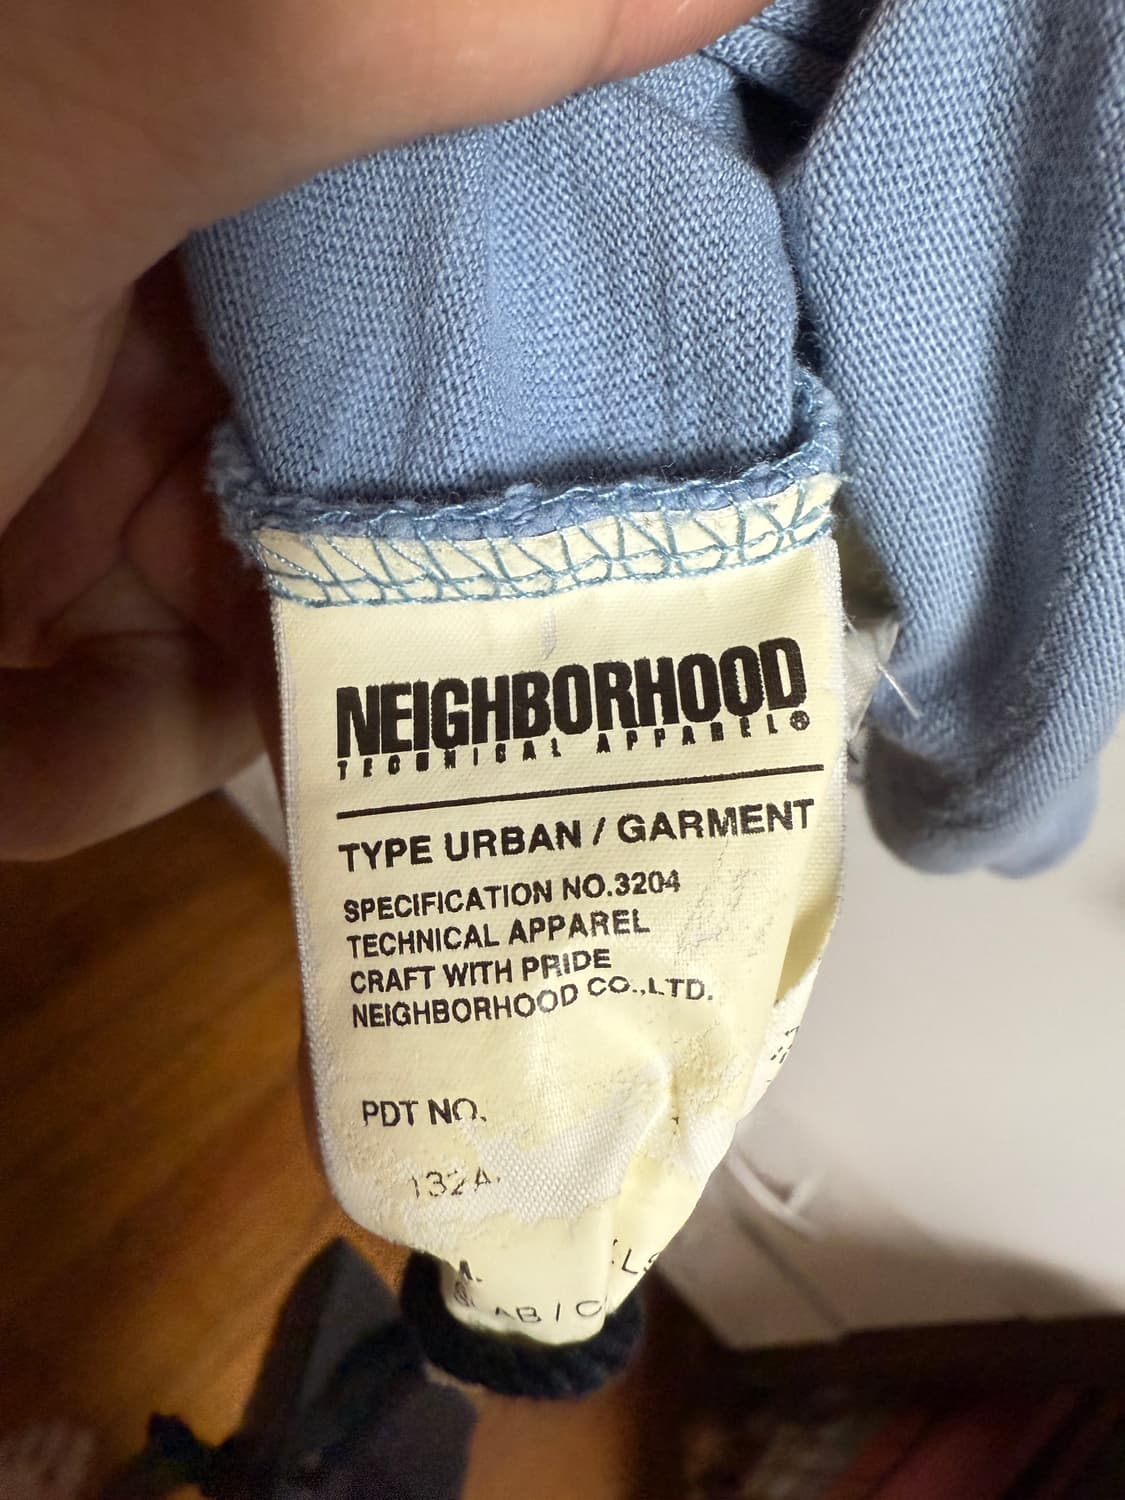 NEIGHBORHOOD
TECHNICAL APPAREL®
TYPE URBAN / GARMENT
SPECIFICATION NO.3204
TECHNICAL APPAREL
CRAFT WITH PRIDE
NEIGHBORHOOD CO.,LTD.
PDT NO.
132A